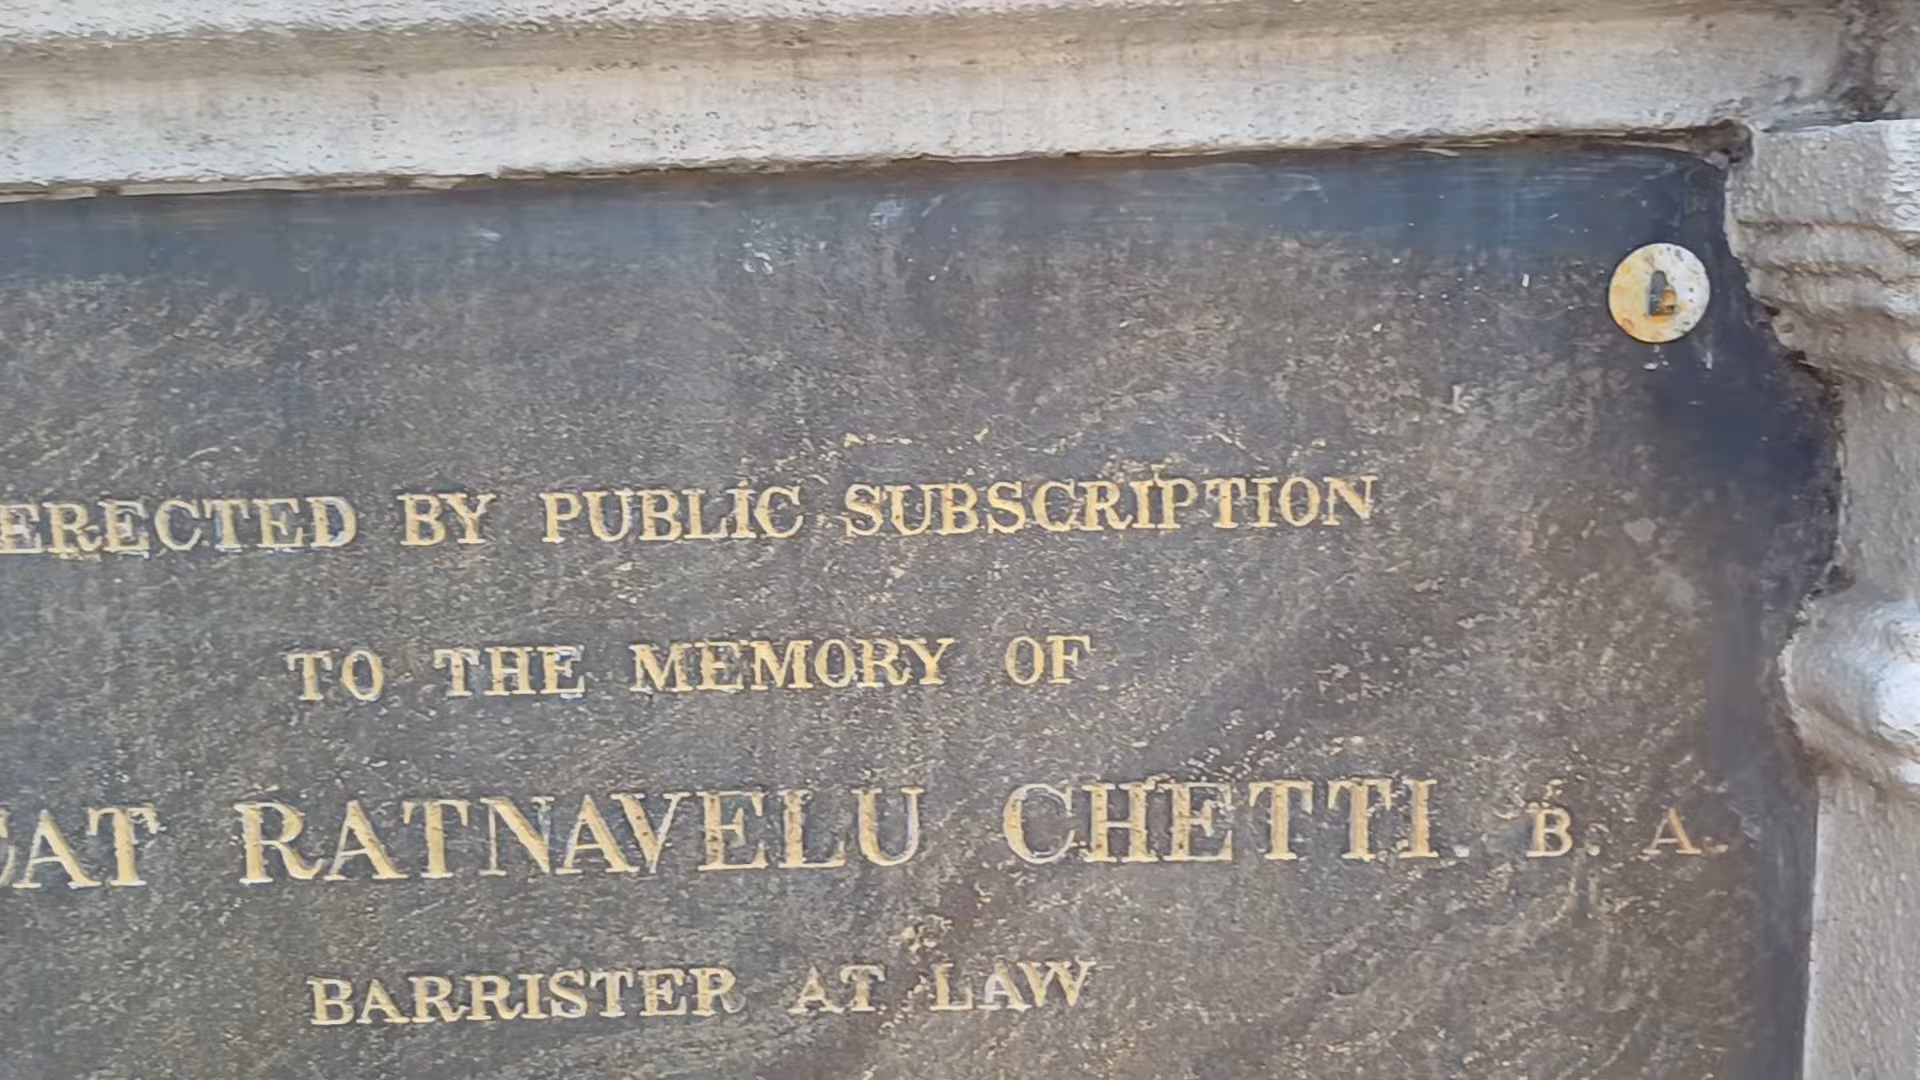 ERECTED BY PUBLIC SUBSCRIPTION
TO THE MEMORY OF
RATNAVELU CHETTI. B. A.
BARRISTER AT LAW